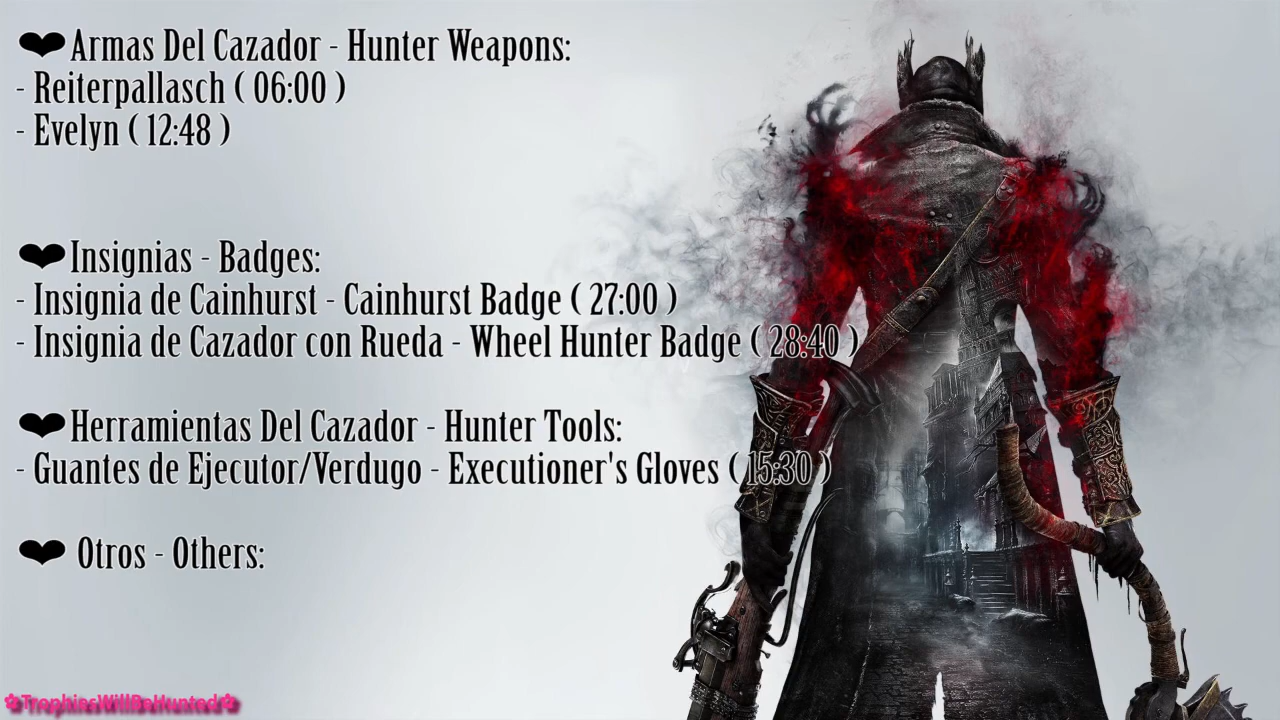 ❤Armas Del Cazador - Hunter Weapons:
- Reiterpallasch ( 06:00 )
- Evelyn ( 12:48 )
❤Insignias - Badges:
- Insignia de Cainhurst - Cainhurst Badge ( 27:00 )
- Insignia de Cazador con Rueda - Wheel Hunter Badge ( 28:40 )
❤Herramientas Del Cazador - Hunter Tools:
- Guantes de Ejecutor/Verdugo - Executioner's Gloves ( 15:30 )
❤ Otros - Others:
✿TrophiesWillBeHunted✿